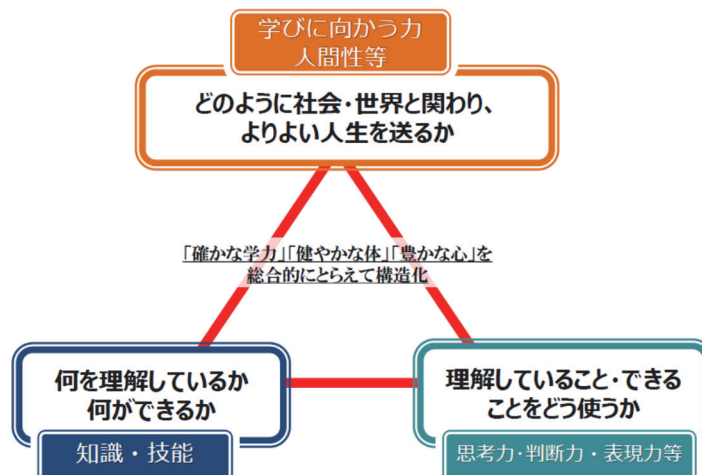 学びに向かう力
人間性等
どのように社会・世界と関わり、
よりよい人生を送るか
「確かな学力」「健やかな体」「豊かな心」を
総合的にとらえて構造化
何を理解しているか
何ができるか
知識・技能
理解していること・できる
ことをどう使うか
思考力・判断力・表現力等